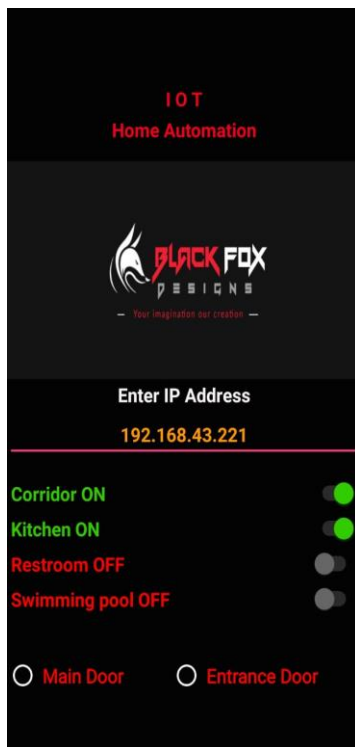 I O T
Home Automation
BLACK FOX
DESIGNS
— Your imagination our creation —
Enter IP Address
192.168.43.221
Corridor ON
Kitchen ON
Restroom OFF
Swimming pool OFF
Main Door Entrance Door